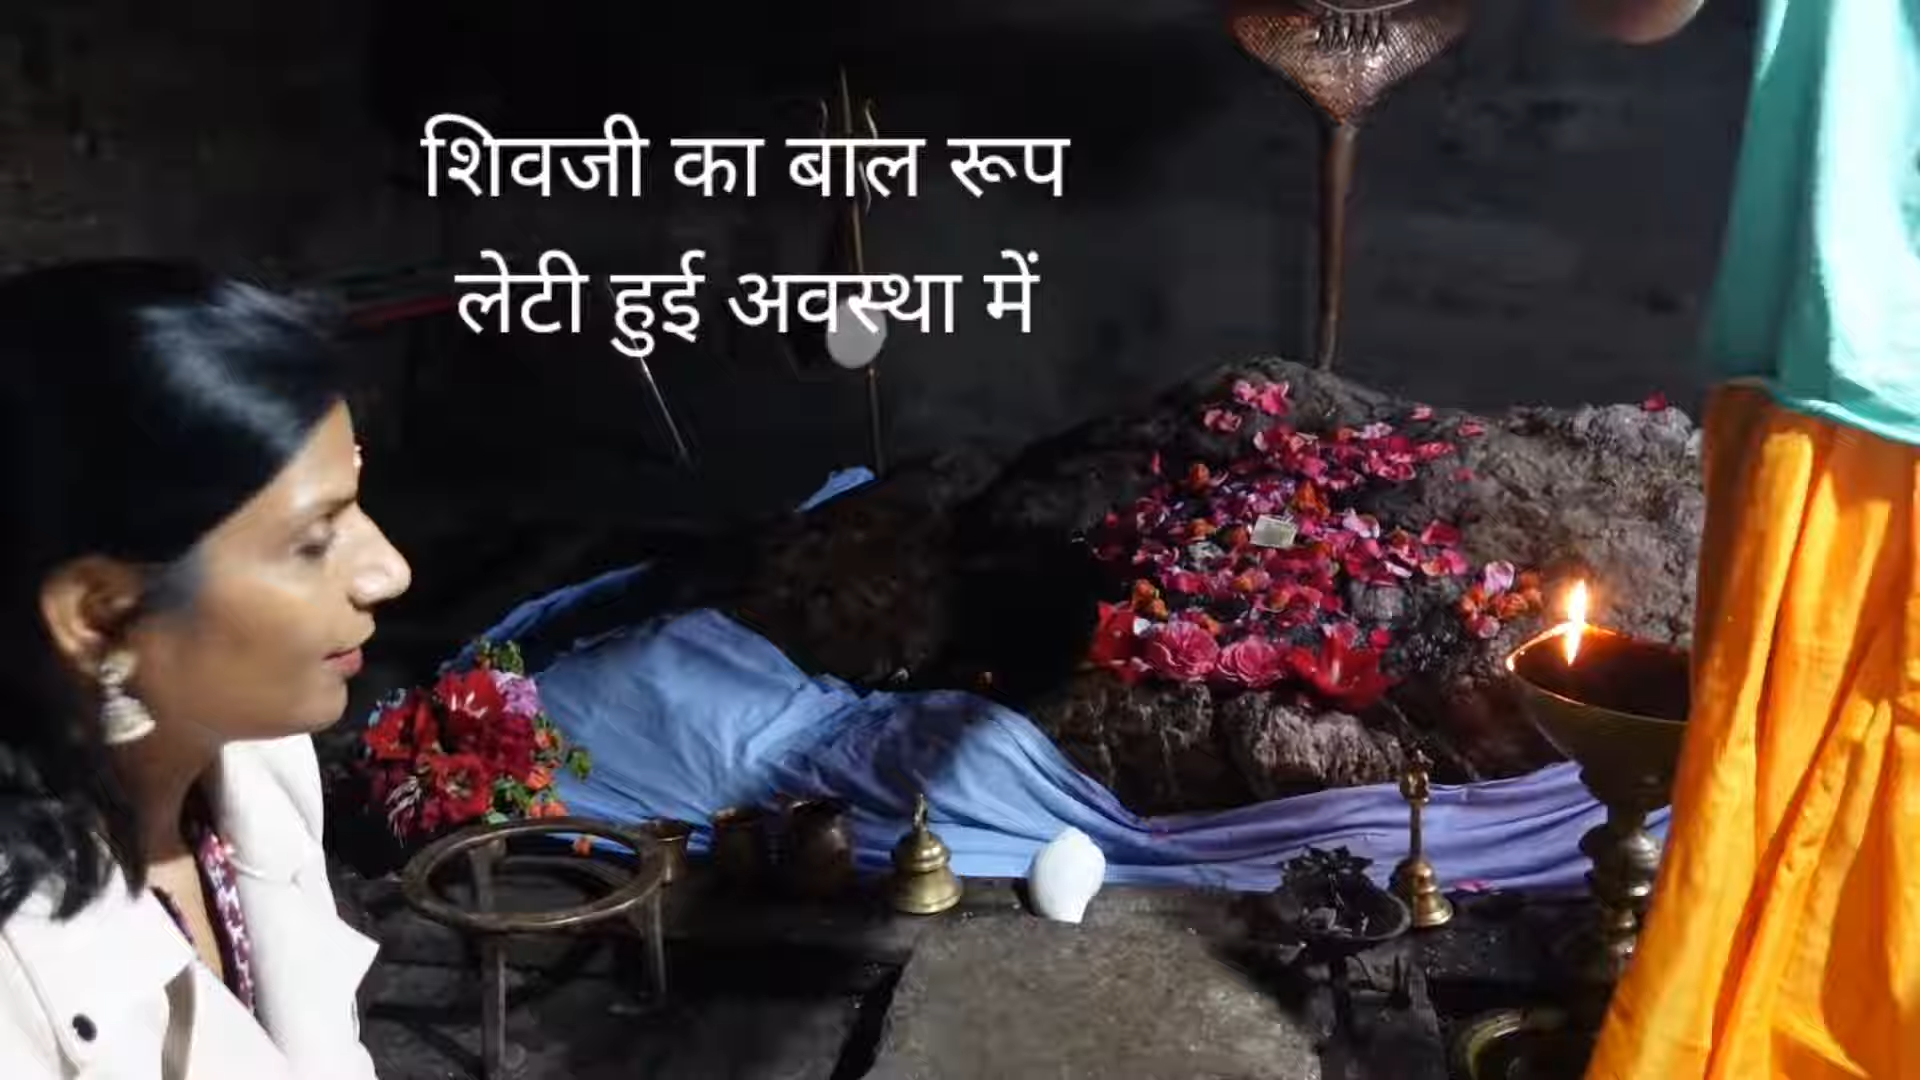 शिवजी का बाल रूप
लेटी हुई अवस्था में